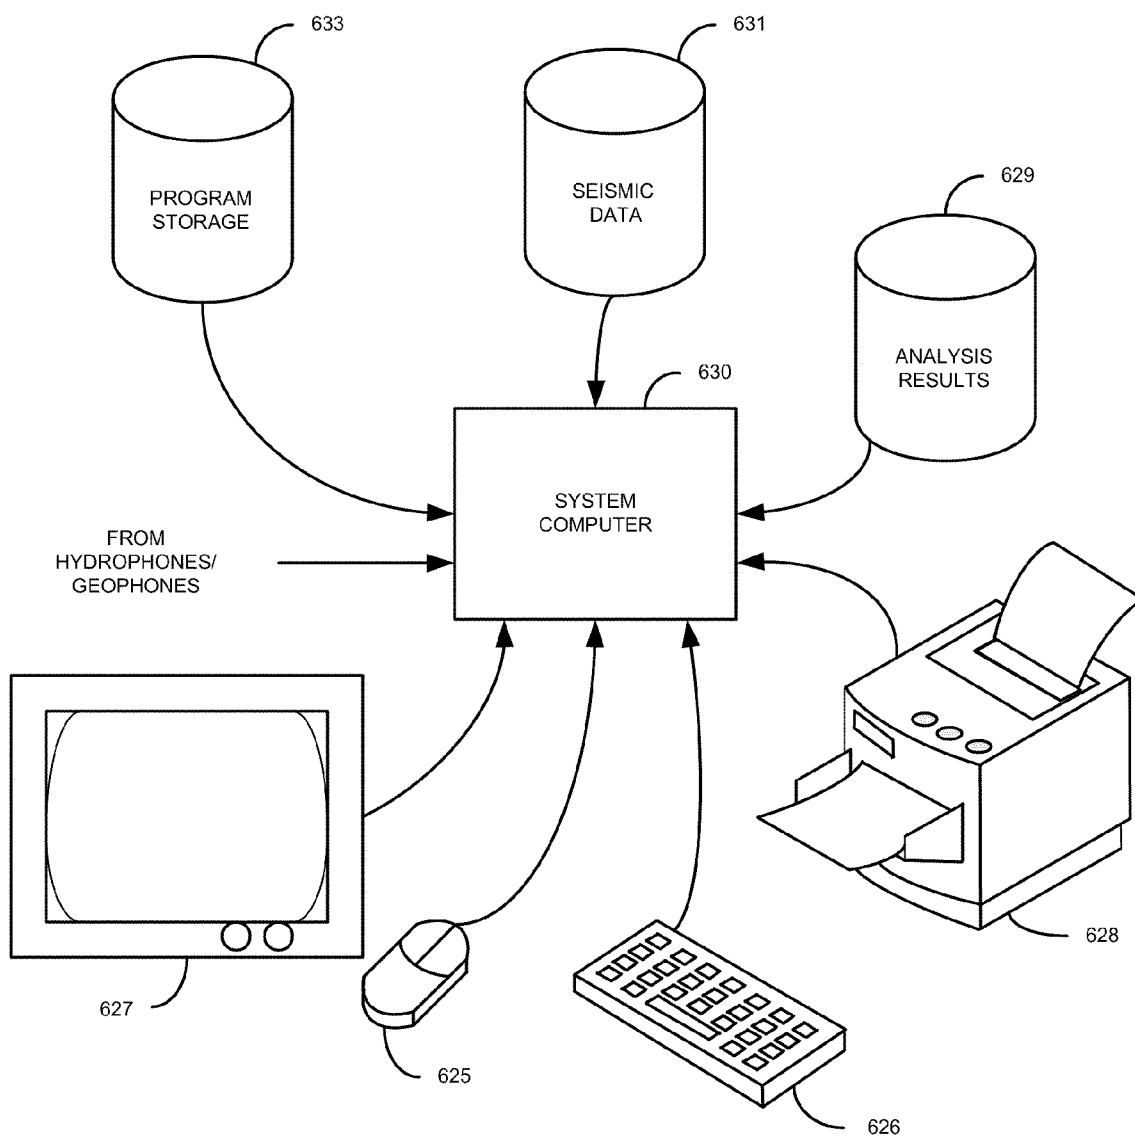 633
631
629
PROGRAM
STORAGE
SEISMIC
DATA
ANALYSIS
RESULTS
630
SYSTEM
COMPUTER
FROM
HYDROPHONES/
GEOPHONES
628
627
625
626